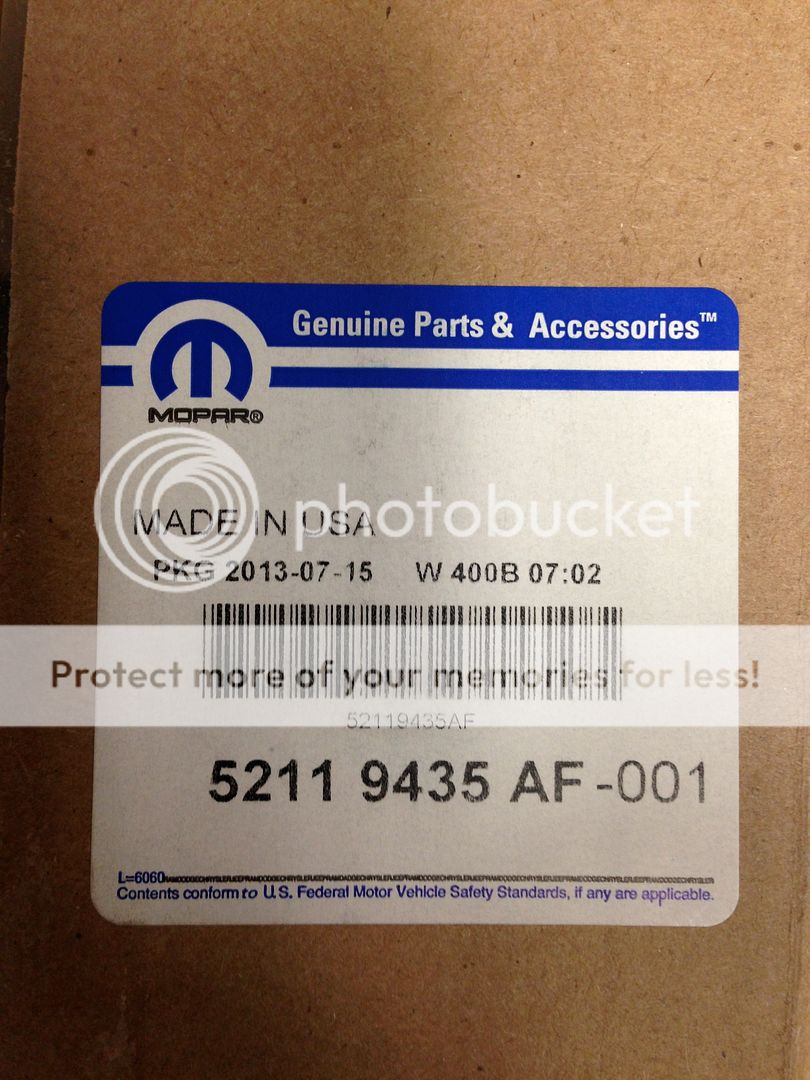 Genuine Parts & Accessories™
MOPAR®
photobucket
MADE IN USA
PKG 2013-07-15 W 400B 07:02
Protect more of your memories for less!
52119435AF
5211 9435 AF-001
L=6060
Contents conform to U.S. Federal Motor Vehicle Safety Standards, if any are applicable.